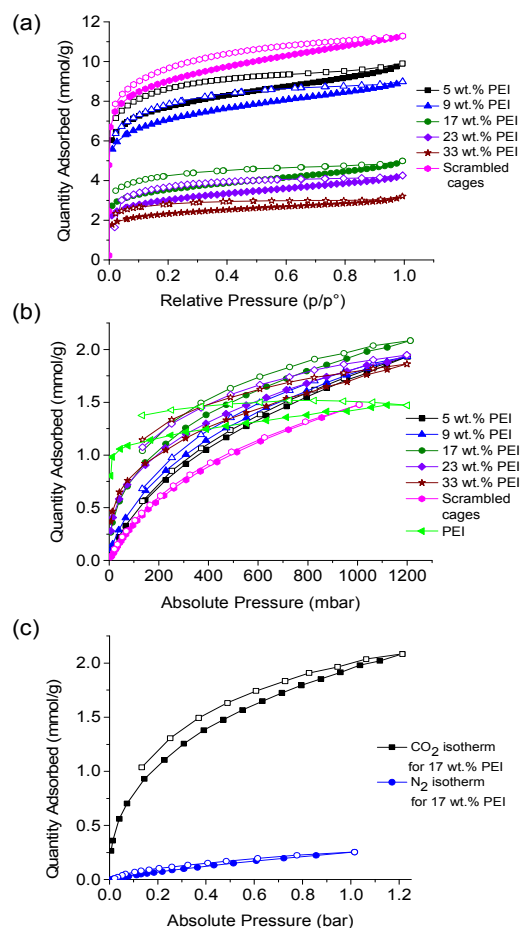 (a)
12
10
8
6
4
2
0
0.0 0.2 0.4 0.6 0.8 1.0
Quantity Adsorbed (mmol/g)
Relative Pressure (p/p°)
5 wt.% PEI
9 wt.% PEI
17 wt.% PEI
23 wt.% PEI
33 wt.% PEI
Scrambled
cages
(b)
2.0
1.5
1.0
0.5
0.0
0 200 400 600 800 1000 1200
Quantity Adsorbed (mmol/g)
Absolute Pressure (mbar)
5 wt.% PEI
9 wt.% PEI
17 wt.% PEI
23 wt.% PEI
33 wt.% PEI
Scrambled
cages
PEI
(c)
2.0
1.5
1.0
0.5
0.0
0.0 0.2 0.4 0.6 0.8 1.0 1.2
Quantity Adsorbed (mmol/g)
Absolute Pressure (bar)
CO₂ isotherm
for 17 wt.% PEI
N₂ isotherm
for 17 wt.% PEI